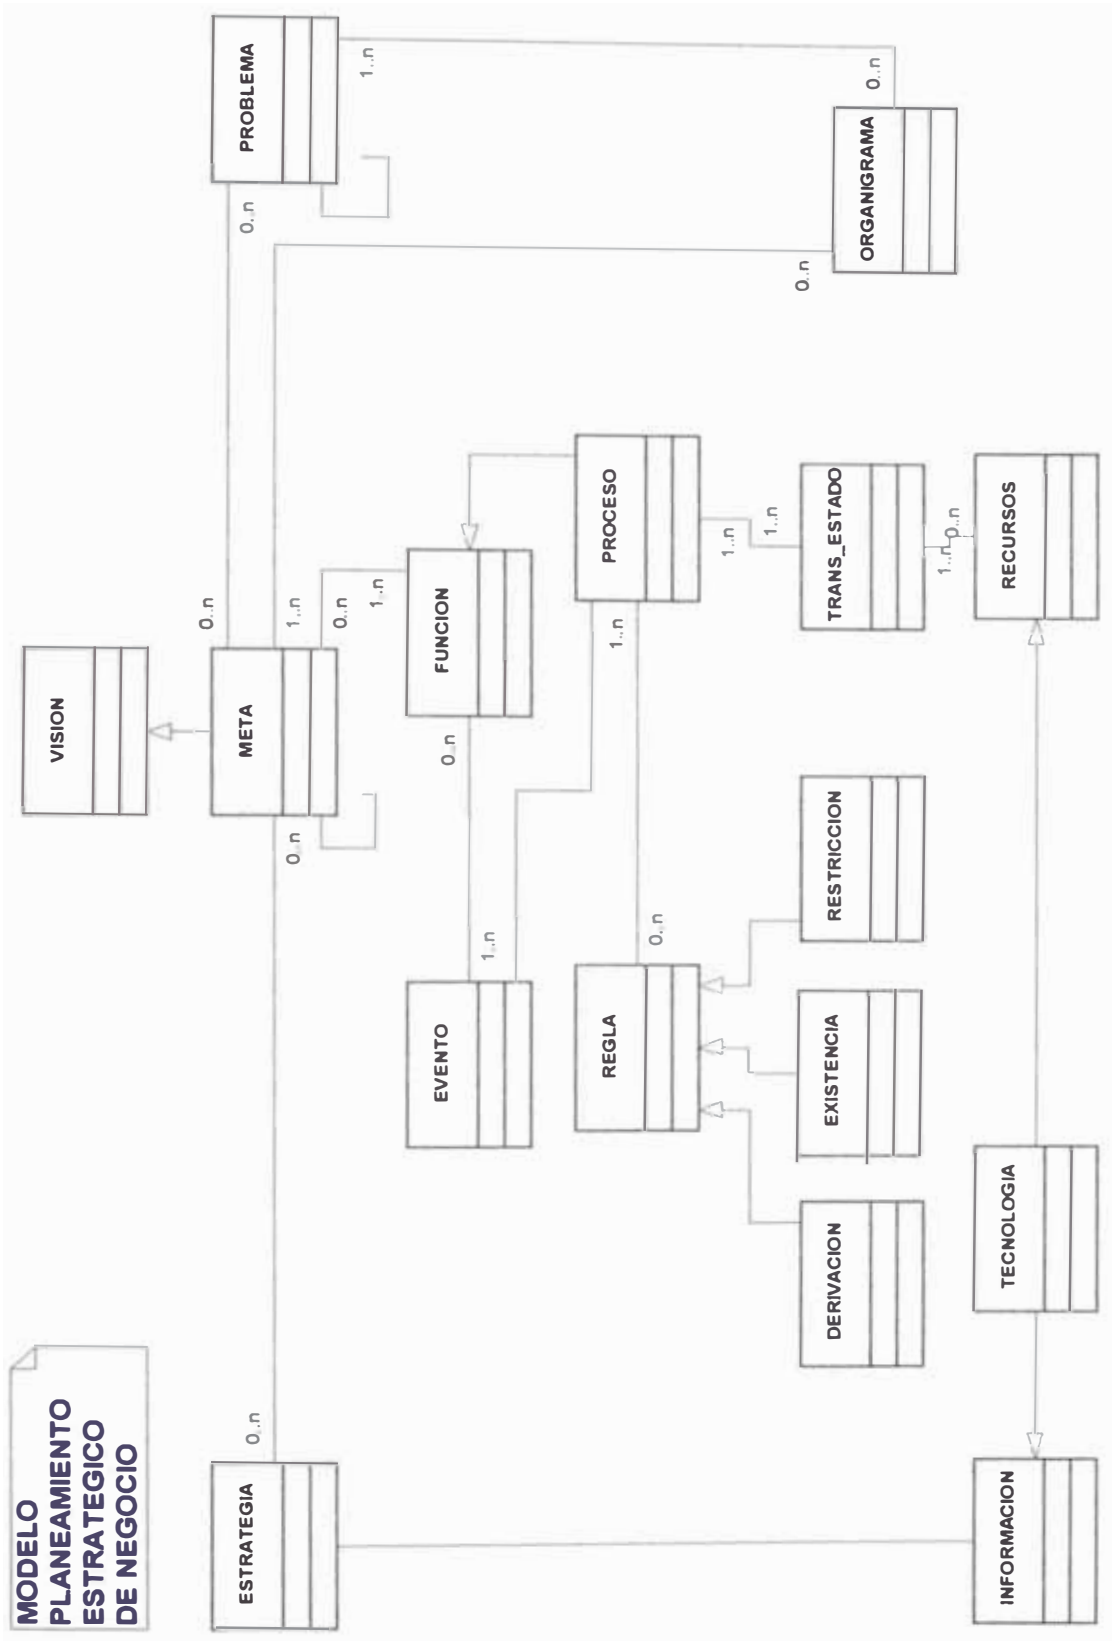 MODELO
PLANEAMIENTO
ESTRATEGICO
DE NEGOCIO
VISION
ESTRATEGIA
0..n
0..n
META
0..n
0..n
PROBLEMA
1..n
0..n
1..n
0..n
1..n
EVENTO
1..n
0..n
FUNCION
REGLA
0..n
1..n
PROCESO
1..n
1..n
0..n
0..n
ORGANIGRAMA
DERIVACION
EXISTENCIA
RESTRICCION
TRANS_ESTADO
1..n
0..n
INFORMACION
TECNOLOGIA
RECURSOS